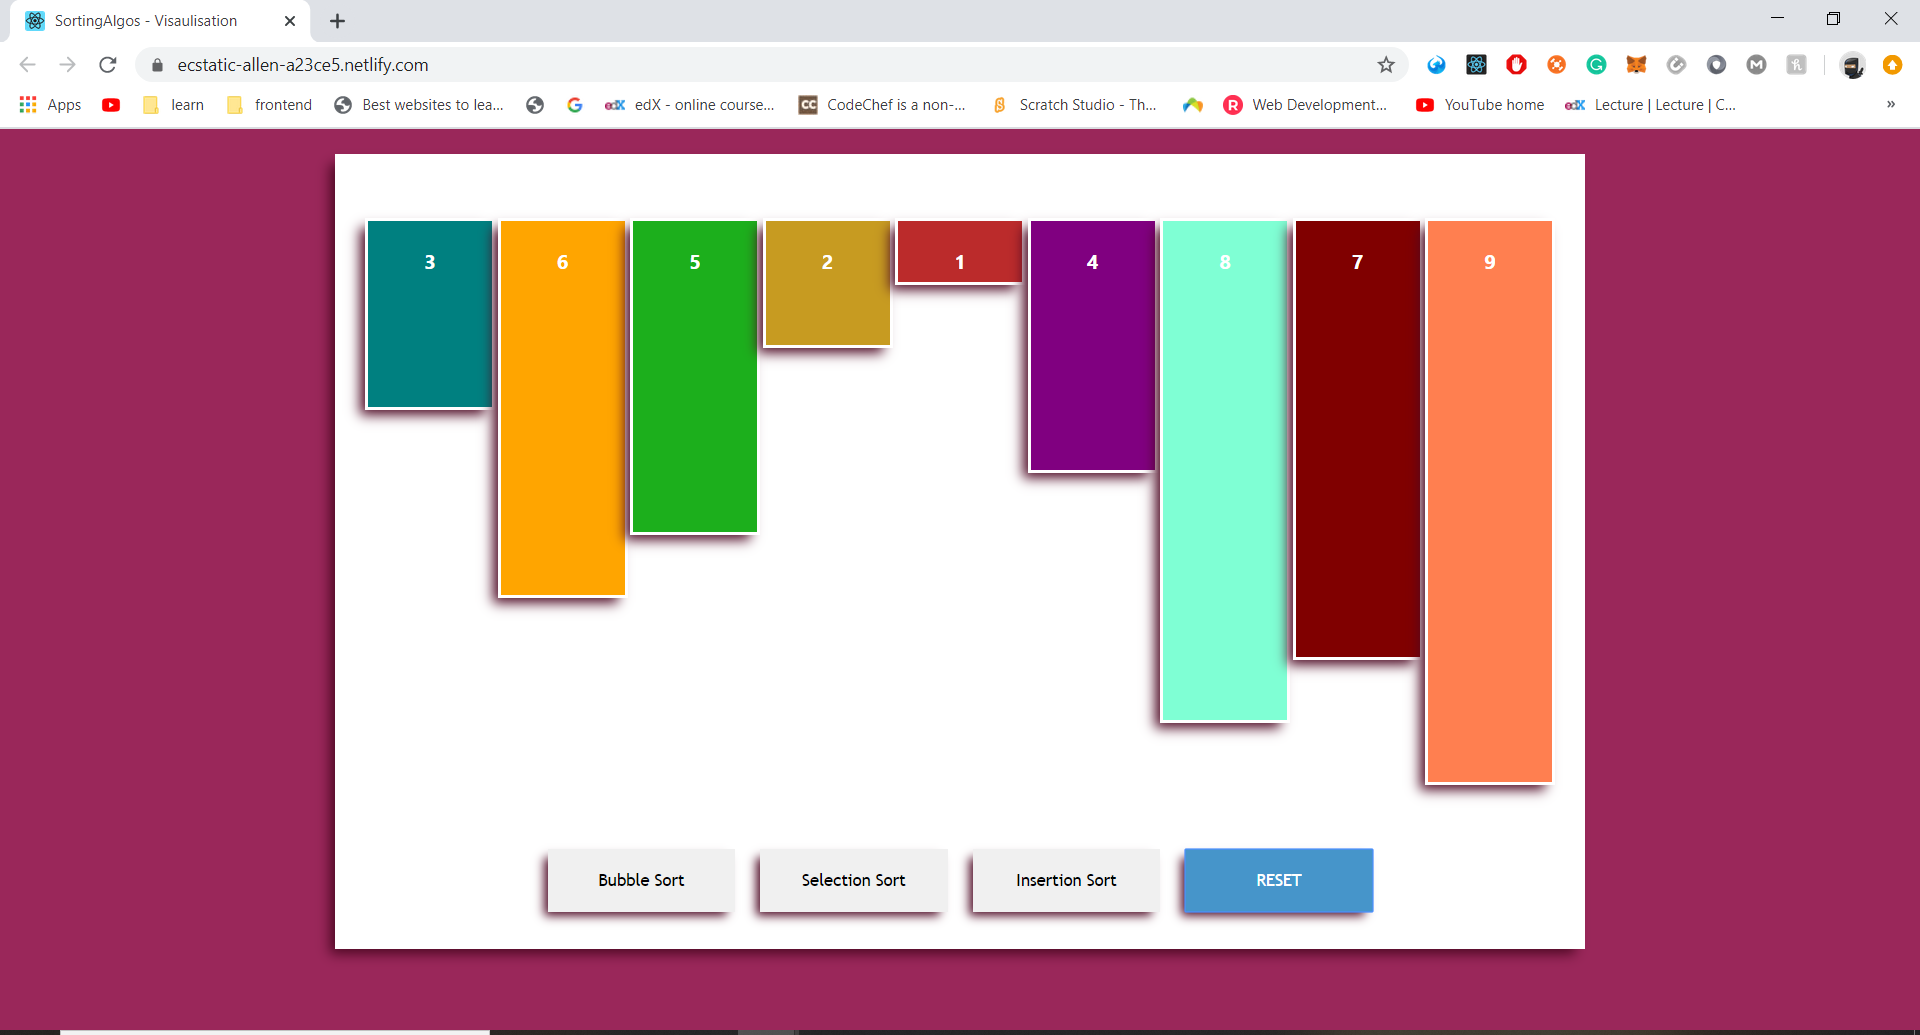 SortingAlgos - Visaulisation
ecstatic-allen-a23ce5.netlify.com
Apps learn frontend Best websites to lea... edX - online course... CC CodeChef is a non-... Scratch Studio - Th... R Web Development... YouTube home edX Lecture | Lecture | C... »
3 6 5 2 1 4 8 7 9
Bubble Sort Selection Sort Insertion Sort RESET